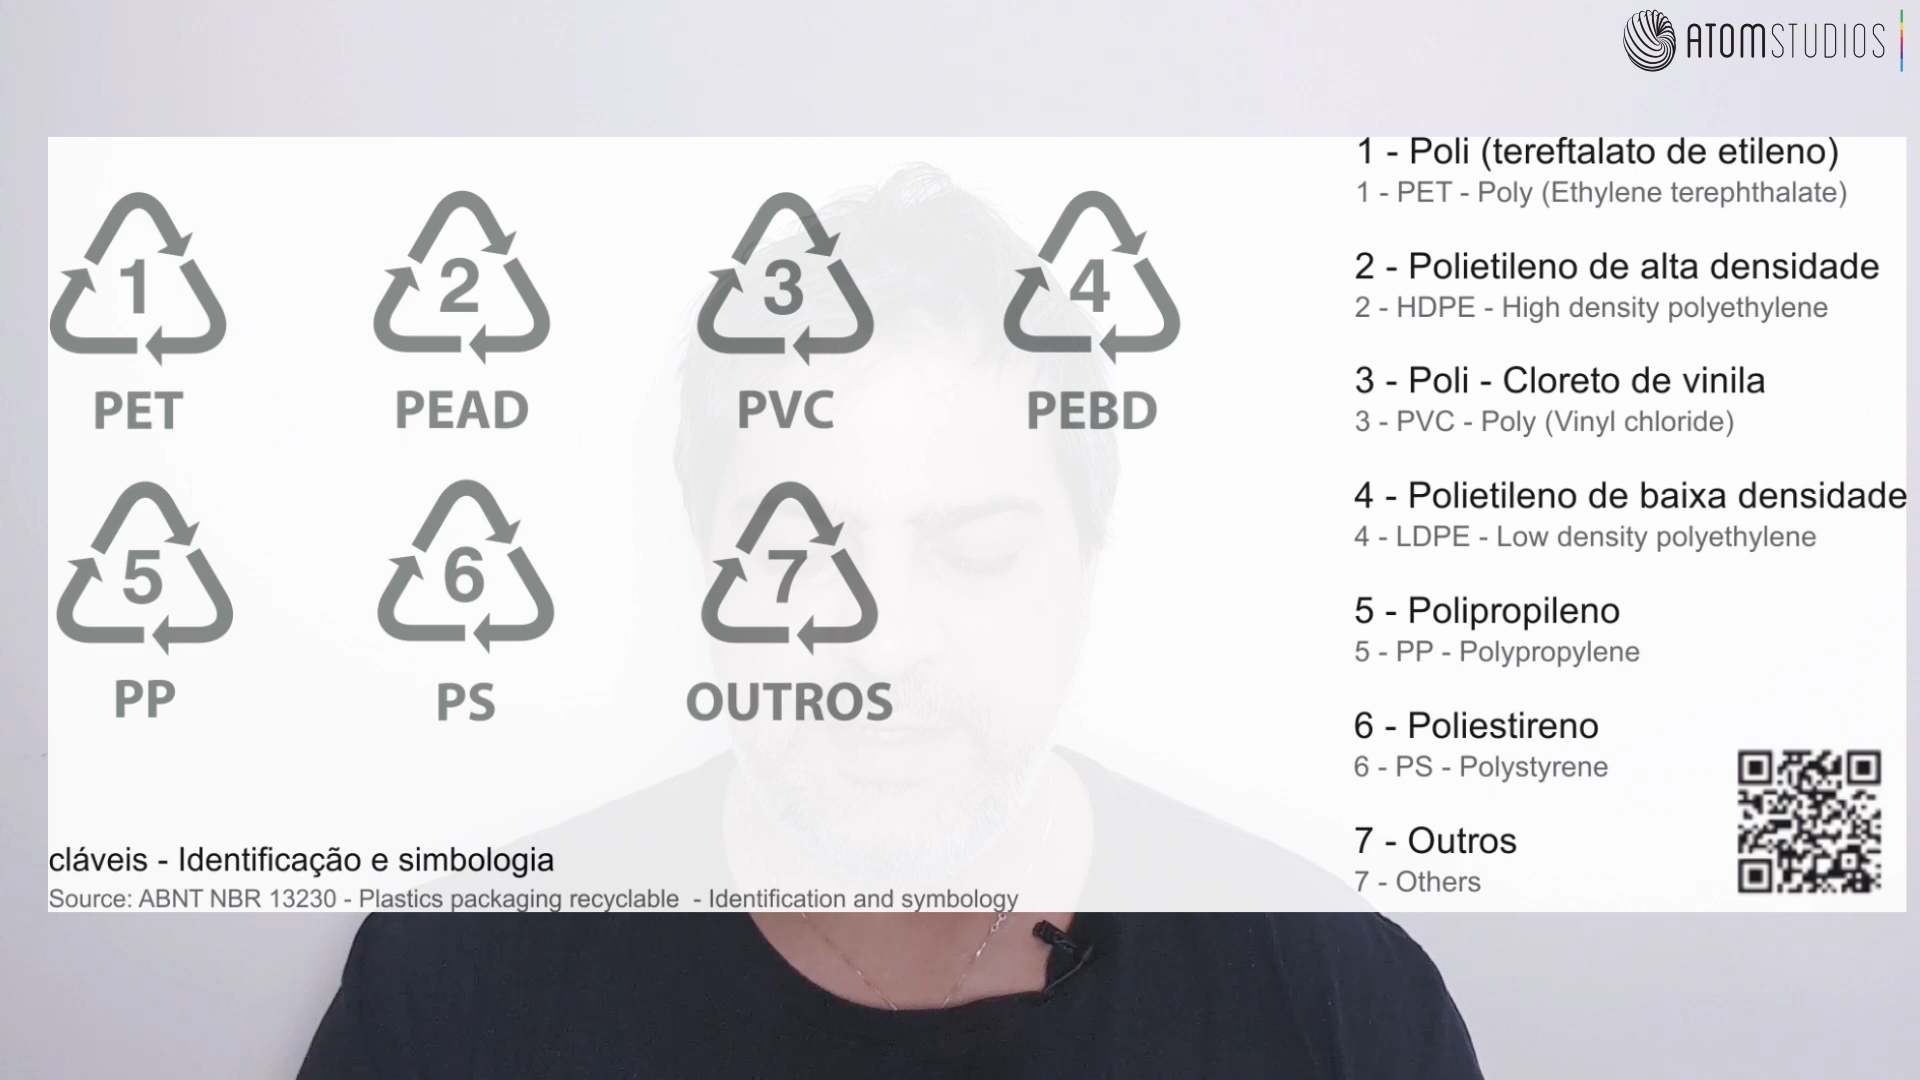 ATOMSTUDIOS
1
2
3
4
PET
PEAD
PVC
PEBD
5
6
7
PP
PS
OUTROS
cláveis - Identificação e simbologia
Source: ABNT NBR 13230 - Plastics packaging recyclable - Identification and symbology
1 - Poli (tereftalato de etileno)
1 - PET - Poly (Ethylene terephthalate)
2 - Polietileno de alta densidade
2 - HDPE - High density polyethylene
3 - Poli - Cloreto de vinila
3 - PVC - Poly (Vinyl chloride)
4 - Polietileno de baixa densidade
4 - LDPE - Low density polyethylene
5 - Polipropileno
5 - PP - Polypropylene
6 - Poliestireno
6 - PS - Polystyrene
7 - Outros
7 - Others